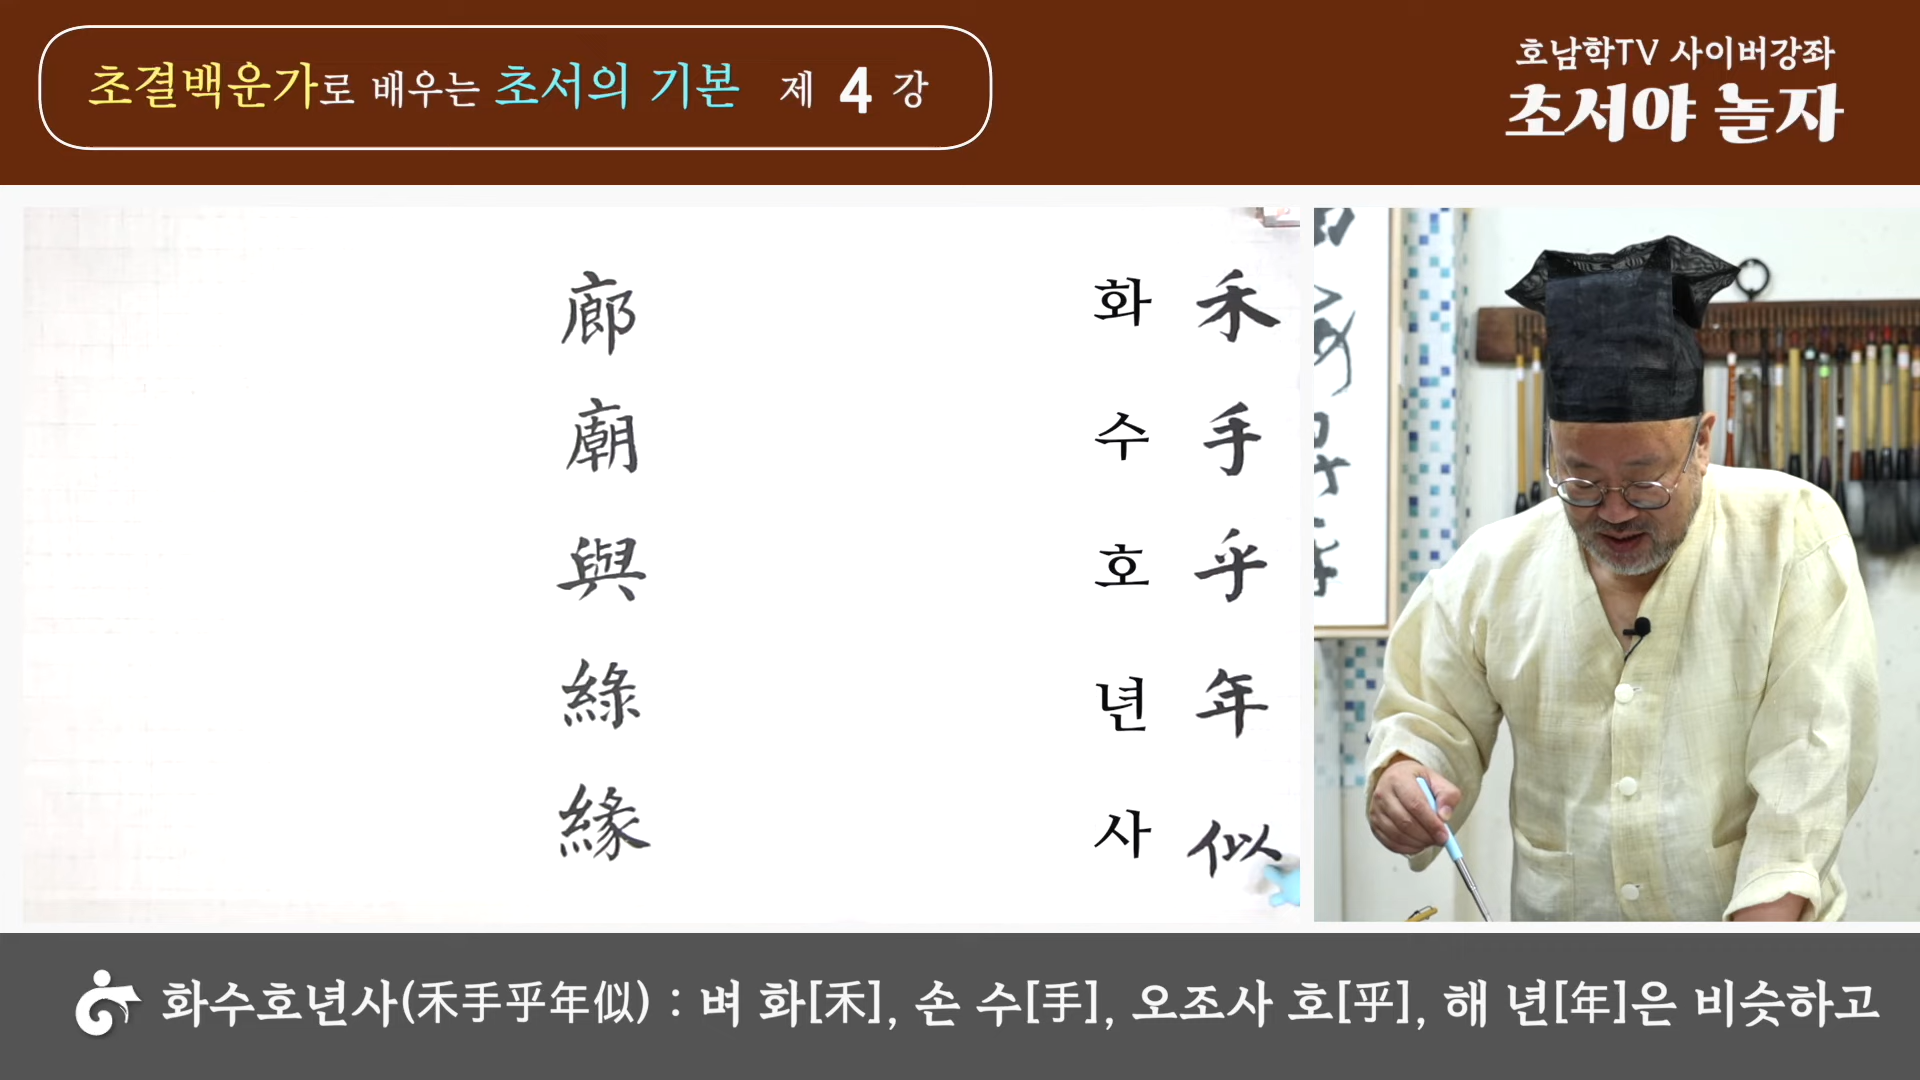 초결백운가로 배우는 초서의 기본 제 4 강
호남학TV 사이버강좌
초서야 놀자
禾 화
手 수
乎 호
年 년
似 사
廊
廟
與
綠
緣
화수호년사(禾手乎年似) : 벼 화[禾], 손 수[手], 오조사 호[乎], 해 년[年]은 비슷하고